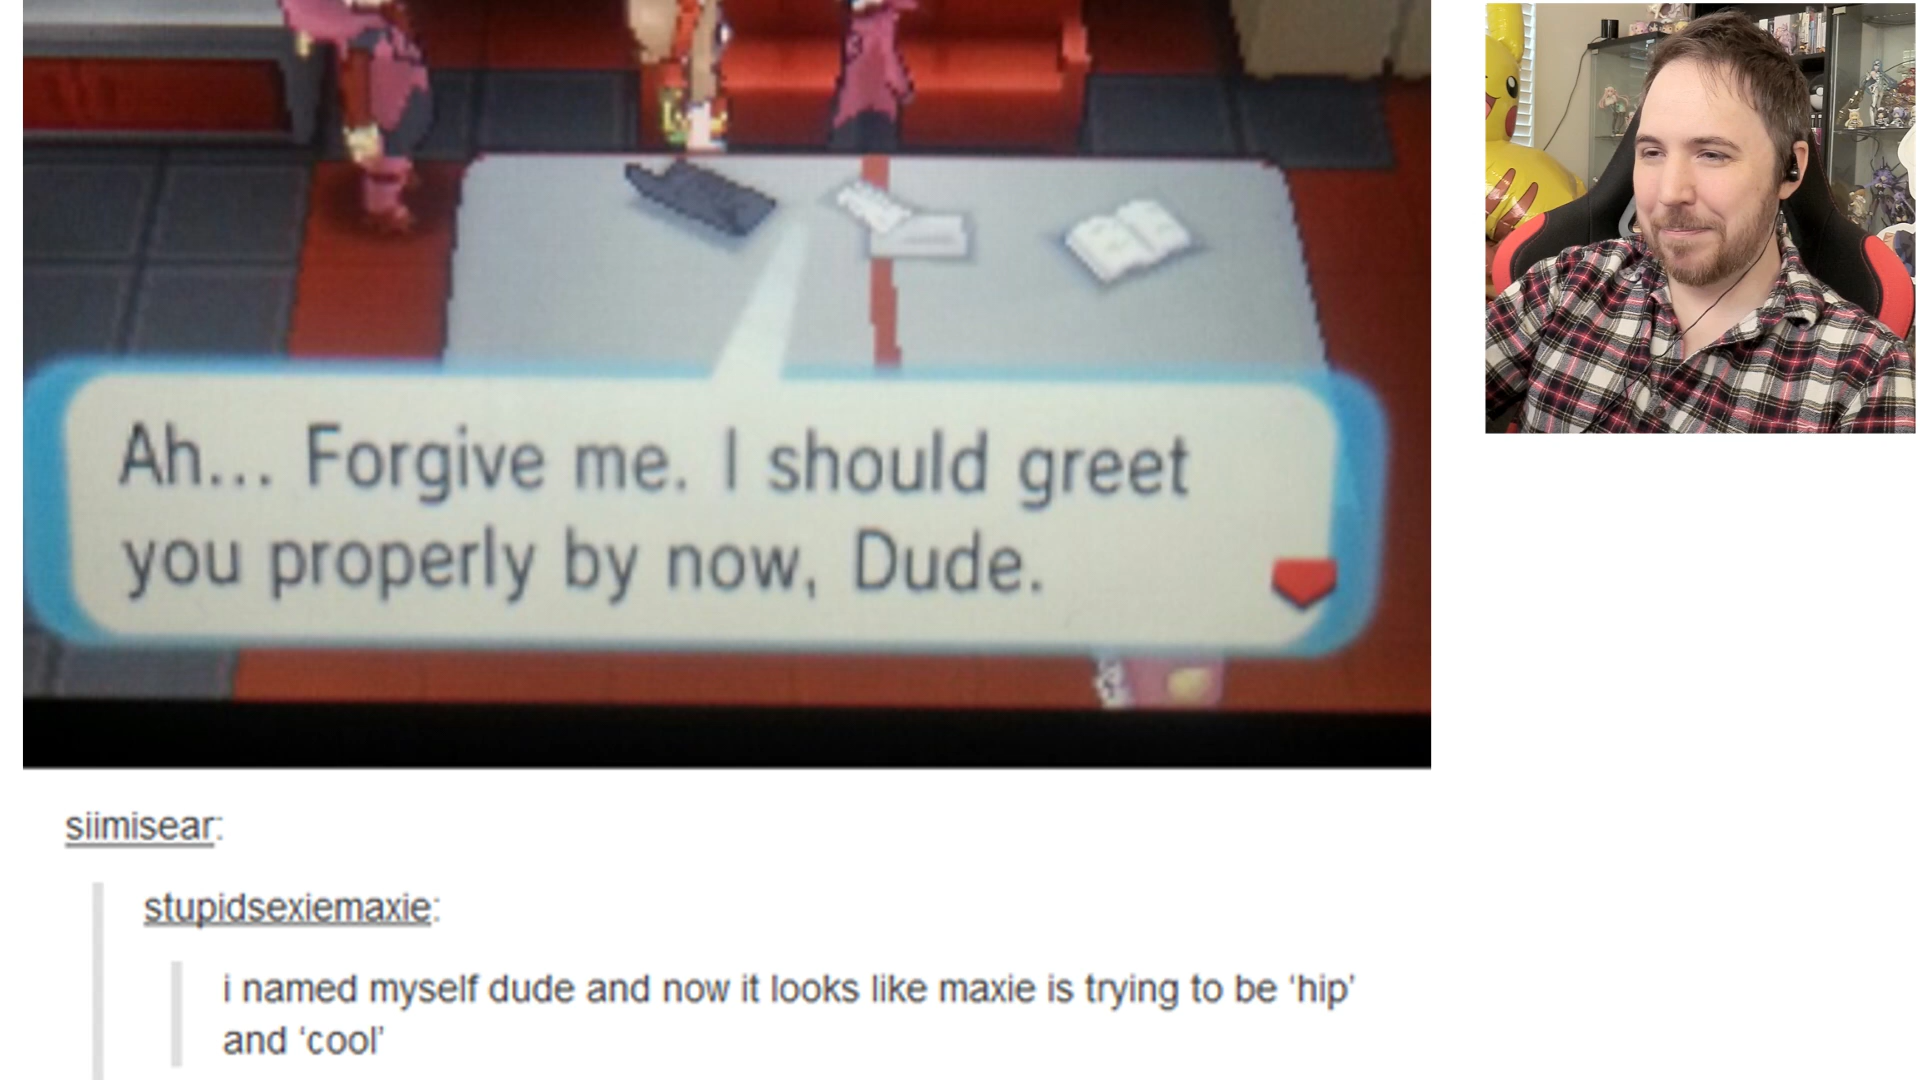 Ah... Forgive me. I should greet
you properly by now, Dude.
siimisear:
stupidsexiemaxie:
i named myself dude and now it looks like maxie is trying to be ‘hip’
and ‘cool’